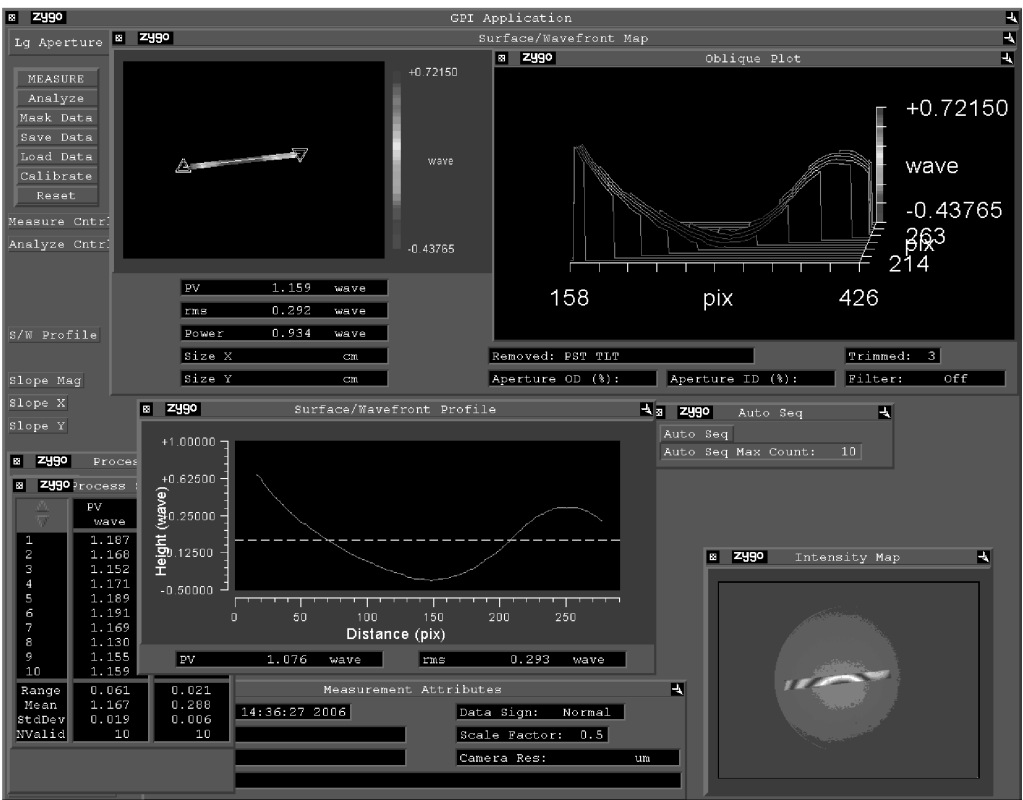 zygo GPI Application
Lg Aperture
MEASURE
Analyze
Mask Data
Save Data
Load Data
Calibrate
Reset
Measure Cntrl
Analyze Cntrl
S/W Profile
Slope Mag
Slope X
Slope Y
zygo Surface/Wavefront Map
+0.72150
wave
-0.43765
PV 1.159 wave
rms 0.292 wave
Power 0.934 wave
Size X cm
Size Y cm
zygo Oblique Plot
+0.72150
wave
-0.43765
263
pix
214
158 pix 426
Removed: PST TLT
Trimmed: 3
Aperture OD (%):
Aperture ID (%):
Filter: Off
zygo Surface/Wavefront Profile
+1.00000
+0.62500
+0.25000
-0.12500
-0.50000
Height (wave)
0 50 100 150 200 250
Distance (pix)
PV 1.076 wave
rms 0.293 wave
zygo Auto Seq
Auto Seq
Auto Seq Max Count: 10
zygo Proces
zygo Process
PV
wave
1 1.187
2 1.168
3 1.152
4 1.171
5 1.189
6 1.191
7 1.169
8 1.130
9 1.155
10 1.159
Range 0.061 0.021
Mean 1.167 0.288
StdDev 0.019 0.006
NValid 10 10
Measurement Attributes
14:36:27 2006
Data Sign: Normal
Scale Factor: 0.5
Camera Res: um
zygo Intensity Map